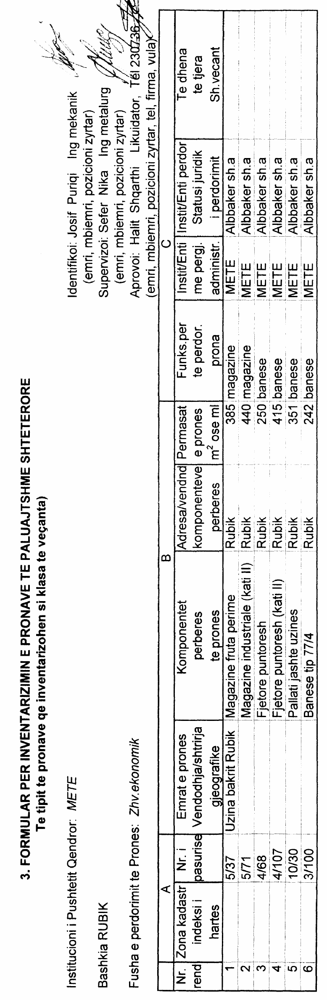 3. FORMULAR PER INVENTARIZIMIN E PRONAVE TE PALUAJTSHME SHTETERORE
Te tipit te pronave qe inventarizohen si klasa te veçanta)
Institucioni i Pushtetit Qendror: METE
Identifikoi: Josif Puriqi Ing mekanik
(emri, mbiemri, pozicioni zyrtar)
Bashkia RUBIK
Supervizoi: Sefer Nika Ing metalurg
(emri, mbiemri, pozicioni zyrtar)
Fusha e perdorimit te Prones: Zhv.ekonomik
Aprovoi: Halit Shqarthi Likuidator, Tel 230736
(emri, mbiemri, pozicioni zyrtar, tel, firma, vula)
A B C
Nr. Zona kadastr Nr. i Emrat e prones Komponentet Adresa/vendnd Permasat Funks.per Instit/Enti Instit/Enti perdor Te dhena
rend indeksi i pasurise Vendodhja/shtrirja perberes komponenteve e prones te perdor. me pergj. Statusi juridik te tjera
hartes gjeografike te prones perberes m² ose ml prona administr. i perdorimit Sh.vecant
1 5/37 Uzina bakrit Rubik Magazine fruta perime Rubik 385 magazine METE Albbaker sh.a
2 5/71 Magazine industriale (kati II) Rubik 440 magazine METE Albbaker sh.a
3 4/68 Fjetore puntoresh Rubik 250 banese METE Albbaker sh.a
4 4/107 Fjetore puntoresh (kati II) Rubik 415 banese METE Albbaker sh.a
5 10/30 Pallati jashte uzines Rubik 351 banese METE Albbaker sh.a
6 3/100 Banese tip 77/4 Rubik 242 banese METE Albbaker sh.a